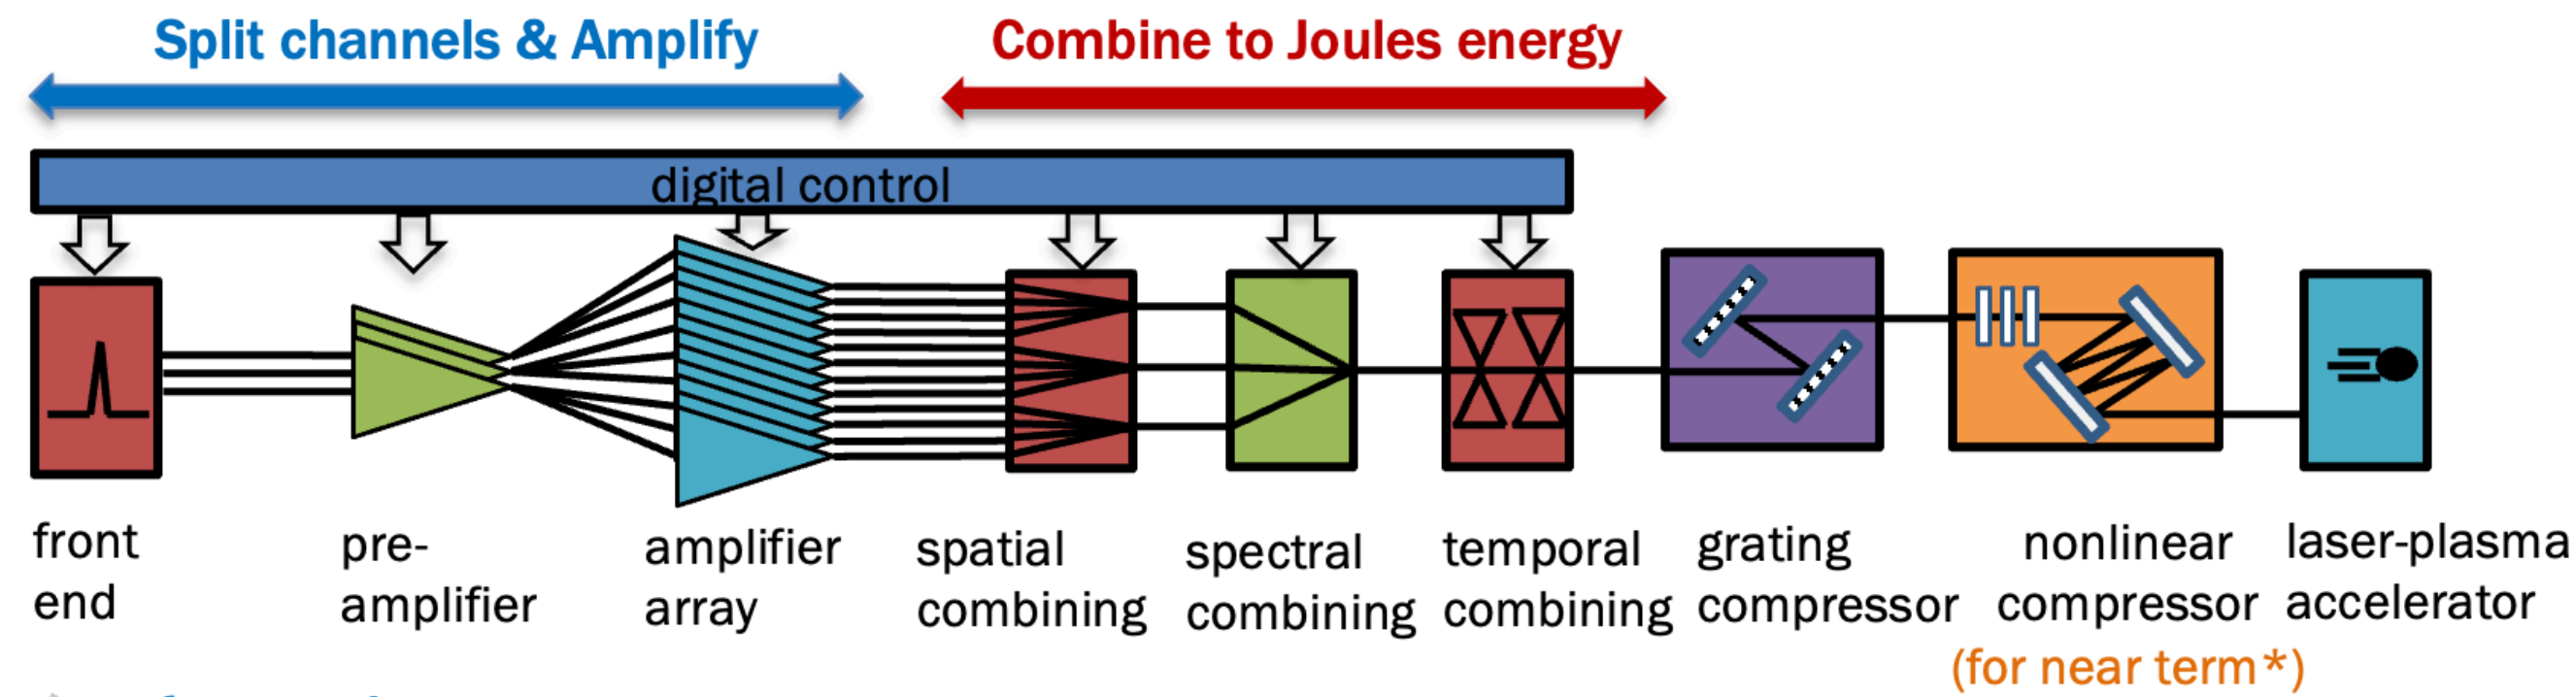 Split channels & Amplify
Combine to Joules energy
digital control
front
end
pre-
amplifier
amplifier
array
spatial
combining
spectral
combining
temporal
combining
grating
compressor
nonlinear
compressor
(for near term*)
laser-plasma
accelerator